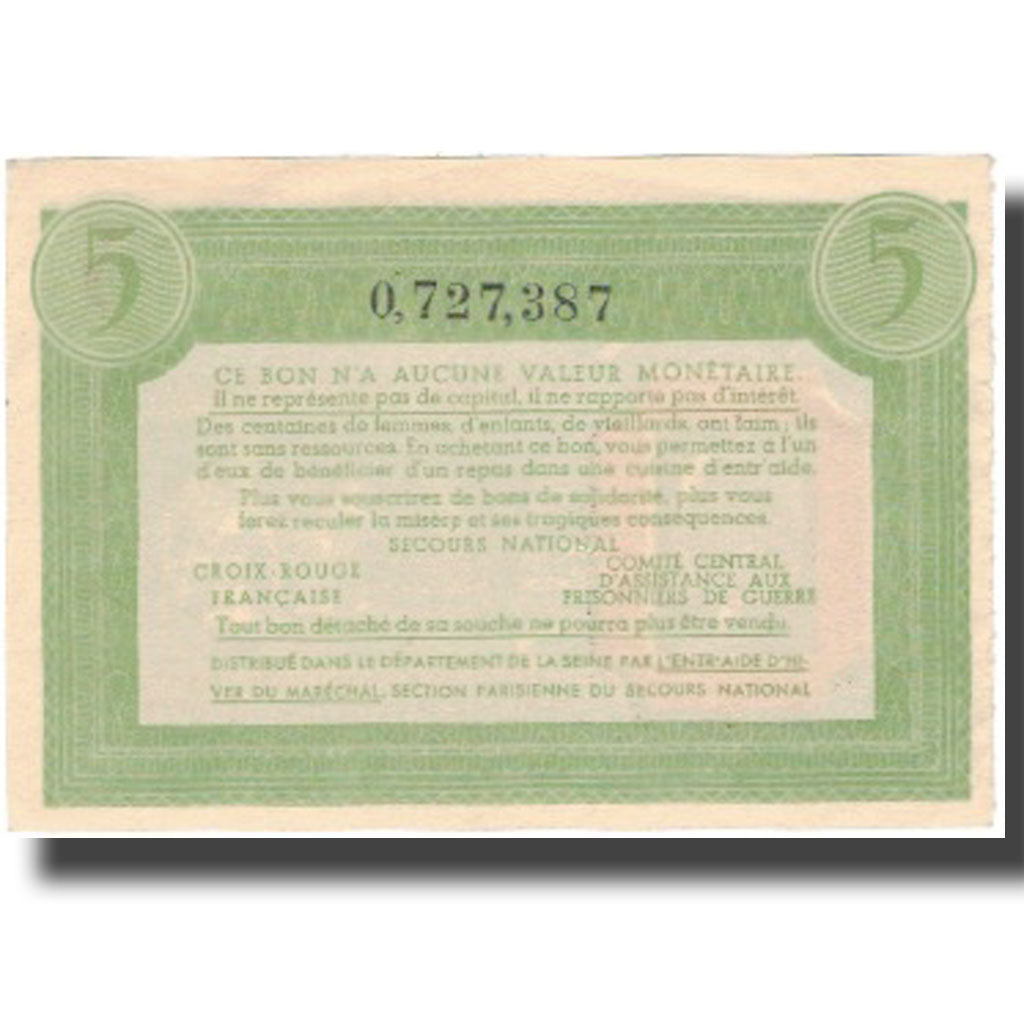 5 5
0,727,387
CE BON N'A AUCUNE VALEUR MONÉTAIRE.
Il ne représente pas de capital, il ne rapporte pas d'intérêt.
Des centaines de femmes, d'enfants, de vieillards, ont faim ; ils
sont sans ressources. En achetant ce bon, vous permettez à l'un
d'eux de bénéficier d'un repas dans une cuisine d'entr'aide.
Plus vous souscrirez de bons de solidarité, plus vous
ferez reculer la misère et ses tragiques conséquences.
SECOURS NATIONAL
CROIX-ROUGE
FRANÇAISE
COMITÉ CENTRAL
D'ASSISTANCE AUX
PRISONNIERS DE GUERRE
Tout bon détaché de sa souche ne pourra plus être vendu.
DISTRIBUÉ DANS LE DÉPARTEMENT DE LA SEINE PAR L'ENTR'AIDE D'HI-
VER DU MARÉCHAL, SECTION PARISIENNE DU SECOURS NATIONAL